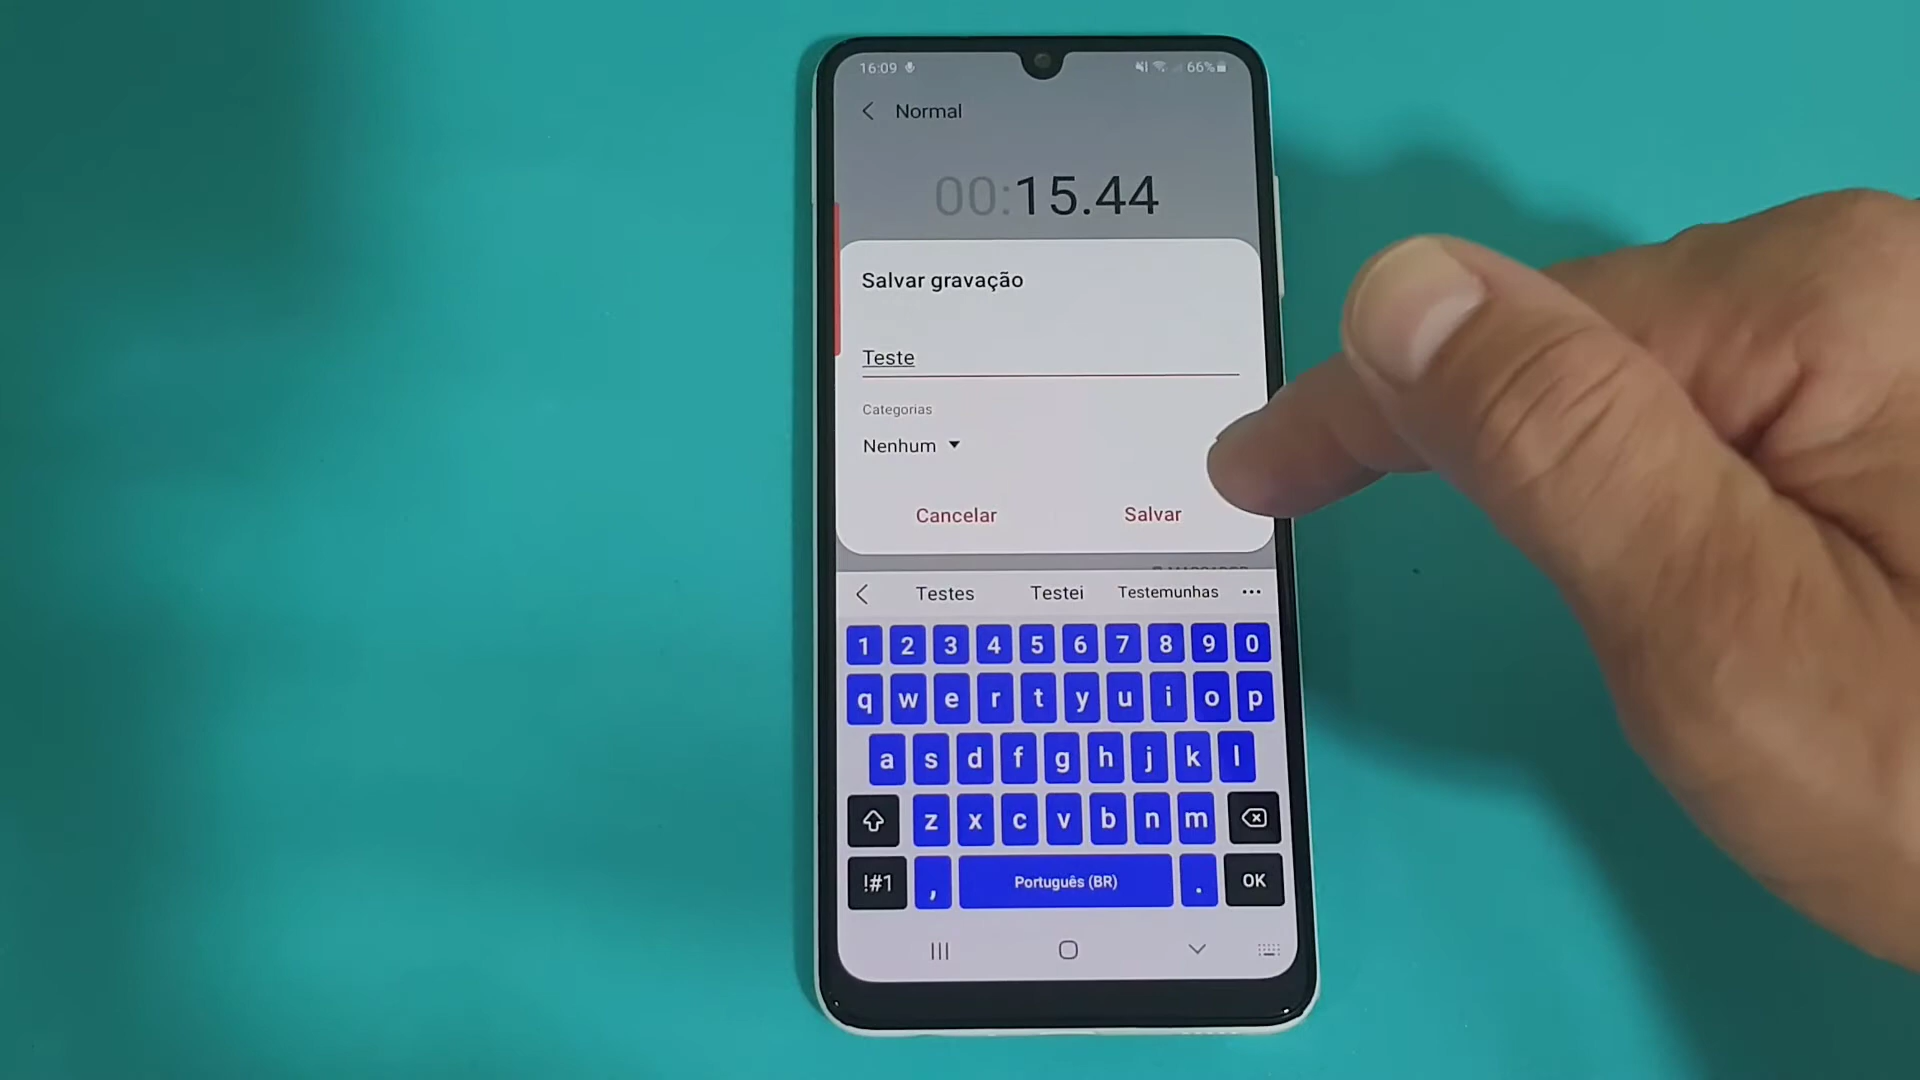 16:09 66%
Normal
00:15.44
Salvar gravação
Teste
Categorias
Nenhum
Cancelar Salvar
Testes Testei Testemunhas ...
1 2 3 4 5 6 7 8 9 0
q w e r t y u i o p
a s d f g h j k l
z x c v b n m
!#1 , Português (BR) . OK